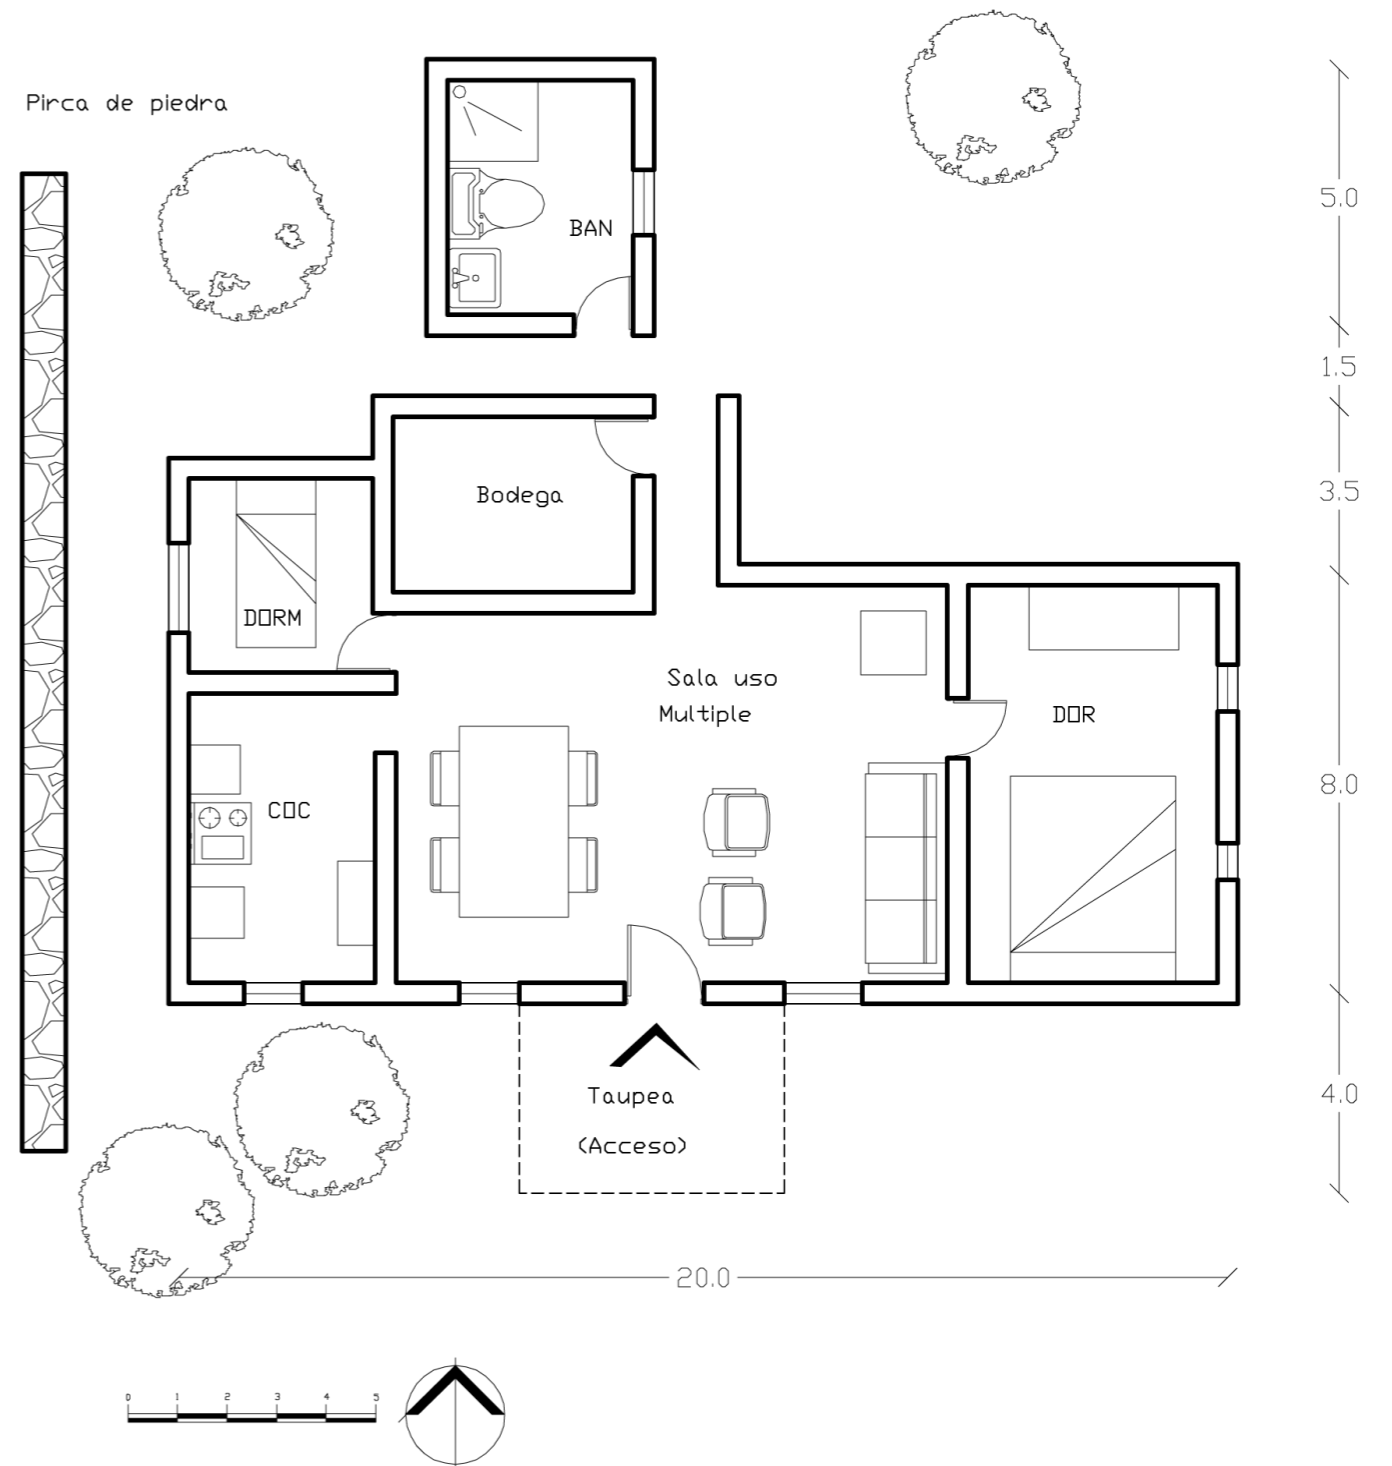 Pirca de piedra
BAN
5.0
1.5
Bodega
3.5
DORM
Sala uso
Multiple
DOR
COC
8.0
Taupea
(Acceso)
4.0
20.0
0 1 2 3 4 5